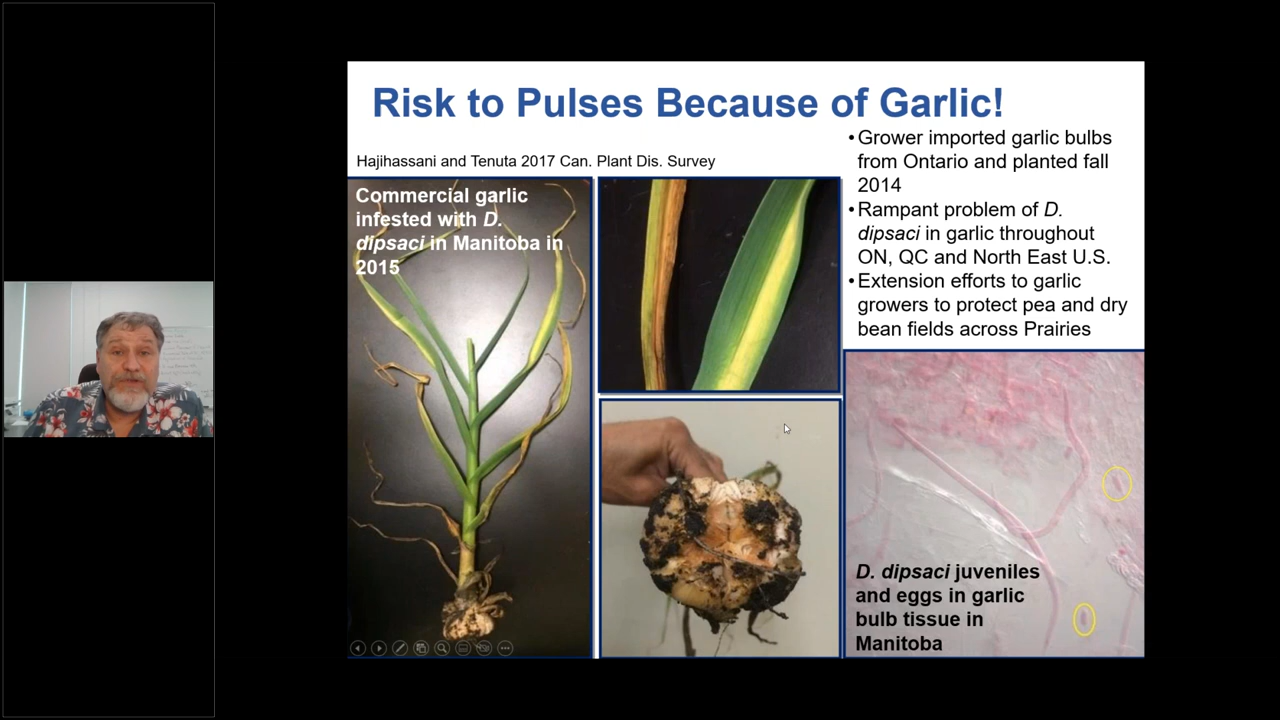 Risk to Pulses Because of Garlic!
Hajihassani and Tenuta 2017 Can. Plant Dis. Survey
Commercial garlic
infested with D.
dipsaci in Manitoba in
2015
•Grower imported garlic bulbs
from Ontario and planted fall
2014
•Rampant problem of D.
dipsaci in garlic throughout
ON, QC and North East U.S.
•Extension efforts to garlic
growers to protect pea and dry
bean fields across Prairies
D. dipsaci juveniles
and eggs in garlic
bulb tissue in
Manitoba